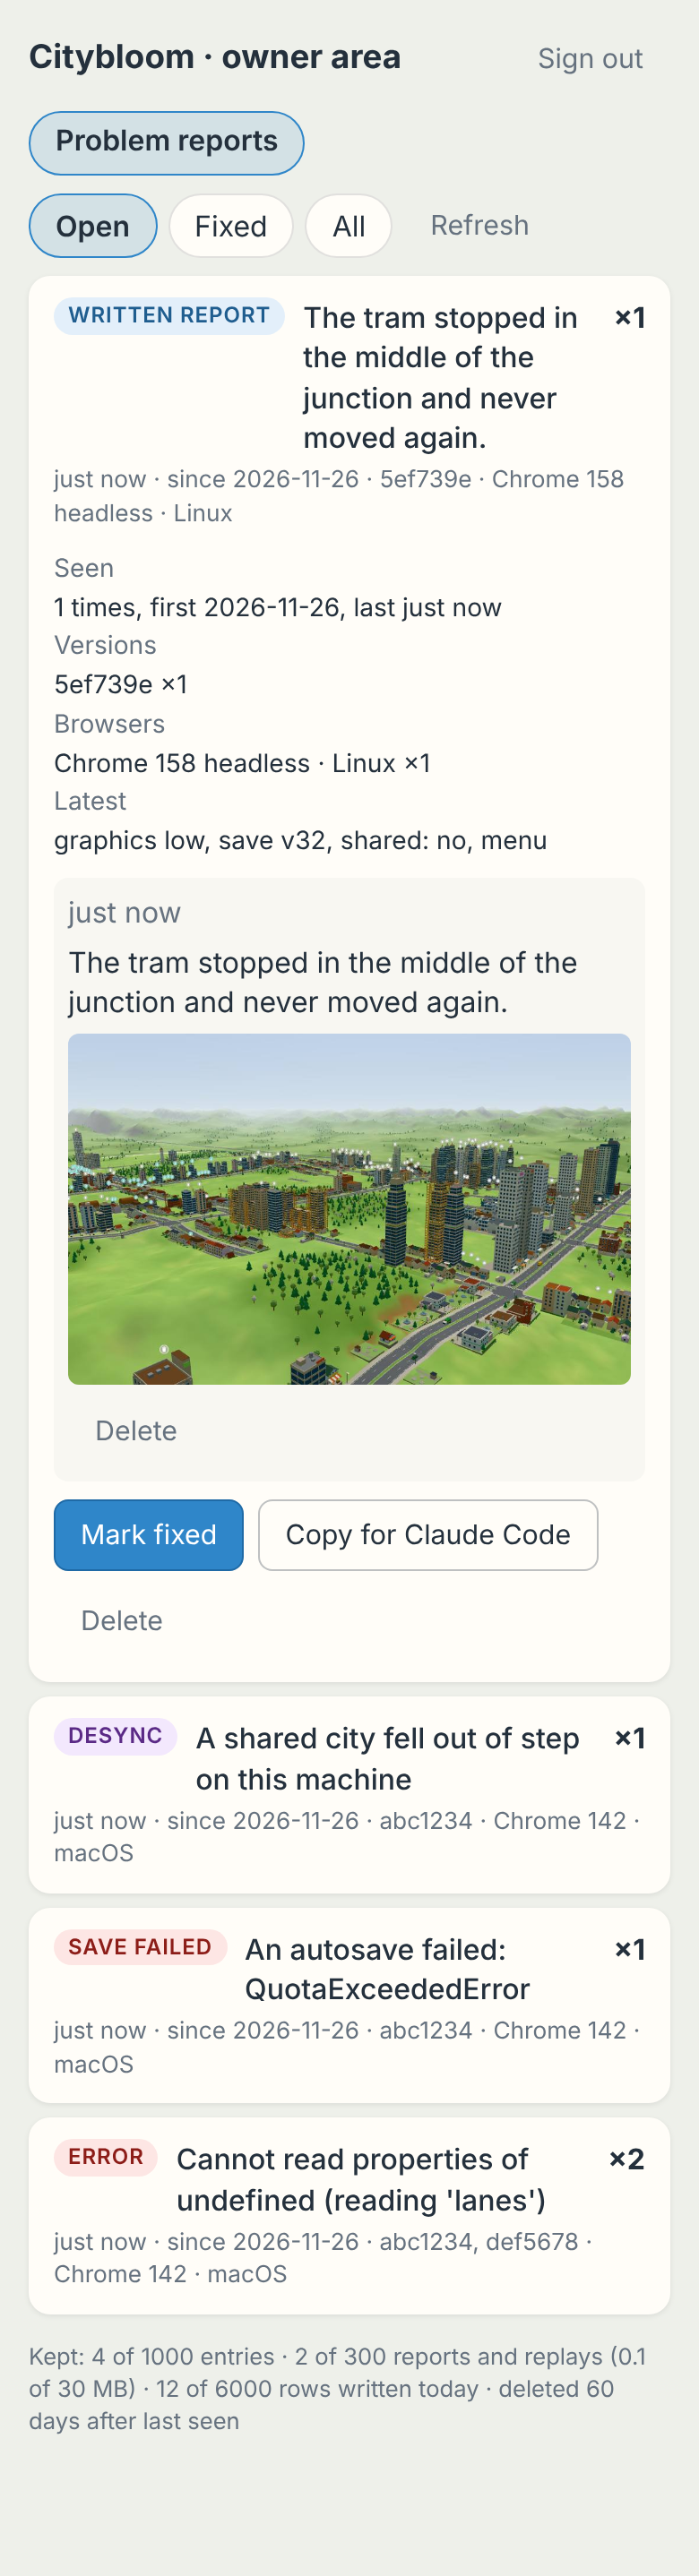 Citybloom · owner area
Sign out
Problem reports
Open
Fixed
All
Refresh
WRITTEN REPORT
The tram stopped in
the middle of the
junction and never
moved again.
×1
just now · since 2026-11-26 · 5ef739e · Chrome 158
headless · Linux
Seen
1 times, first 2026-11-26, last just now
Versions
5ef739e ×1
Browsers
Chrome 158 headless · Linux ×1
Latest
graphics low, save v32, shared: no, menu
just now
The tram stopped in the middle of the
junction and never moved again.
Delete
Mark fixed
Copy for Claude Code
Delete
DESYNC
A shared city fell out of step
on this machine
×1
just now · since 2026-11-26 · abc1234 · Chrome 142 ·
macOS
SAVE FAILED
An autosave failed:
QuotaExceededError
×1
just now · since 2026-11-26 · abc1234 · Chrome 142 ·
macOS
ERROR
Cannot read properties of
undefined (reading 'lanes')
×2
just now · since 2026-11-26 · abc1234, def5678 ·
Chrome 142 · macOS
Kept: 4 of 1000 entries · 2 of 300 reports and replays (0.1
of 30 MB) · 12 of 6000 rows written today · deleted 60
days after last seen